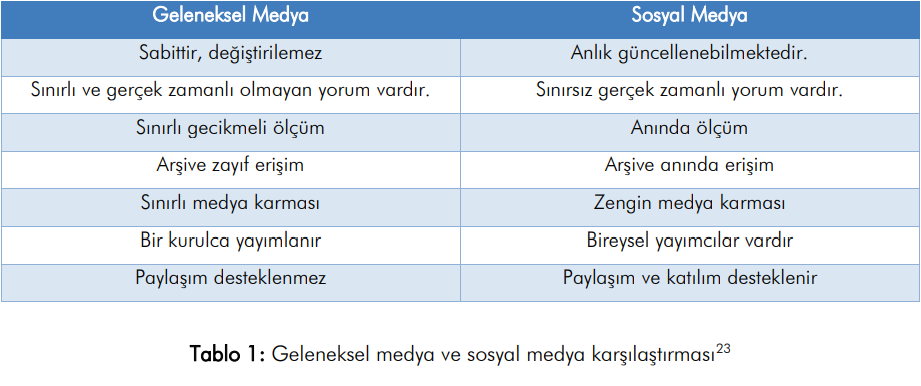 Geleneksel Medya Sosyal Medya
Sabittir, değiştirilemez Anlık güncellenebilmektedir.
Sınırlı ve gerçek zamanlı olmayan yorum vardır. Sınırsız gerçek zamanlı yorum vardır.
Sınırlı gecikmeli ölçüm Anında ölçüm
Arşive zayıf erişim Arşive anında erişim
Sınırlı medya karması Zengin medya karması
Bir kurulca yayımlanır Bireysel yayımcılar vardır
Paylaşım desteklenmez Paylaşım ve katılım desteklenir
Tablo 1: Geleneksel medya ve sosyal medya karşılaştırması23